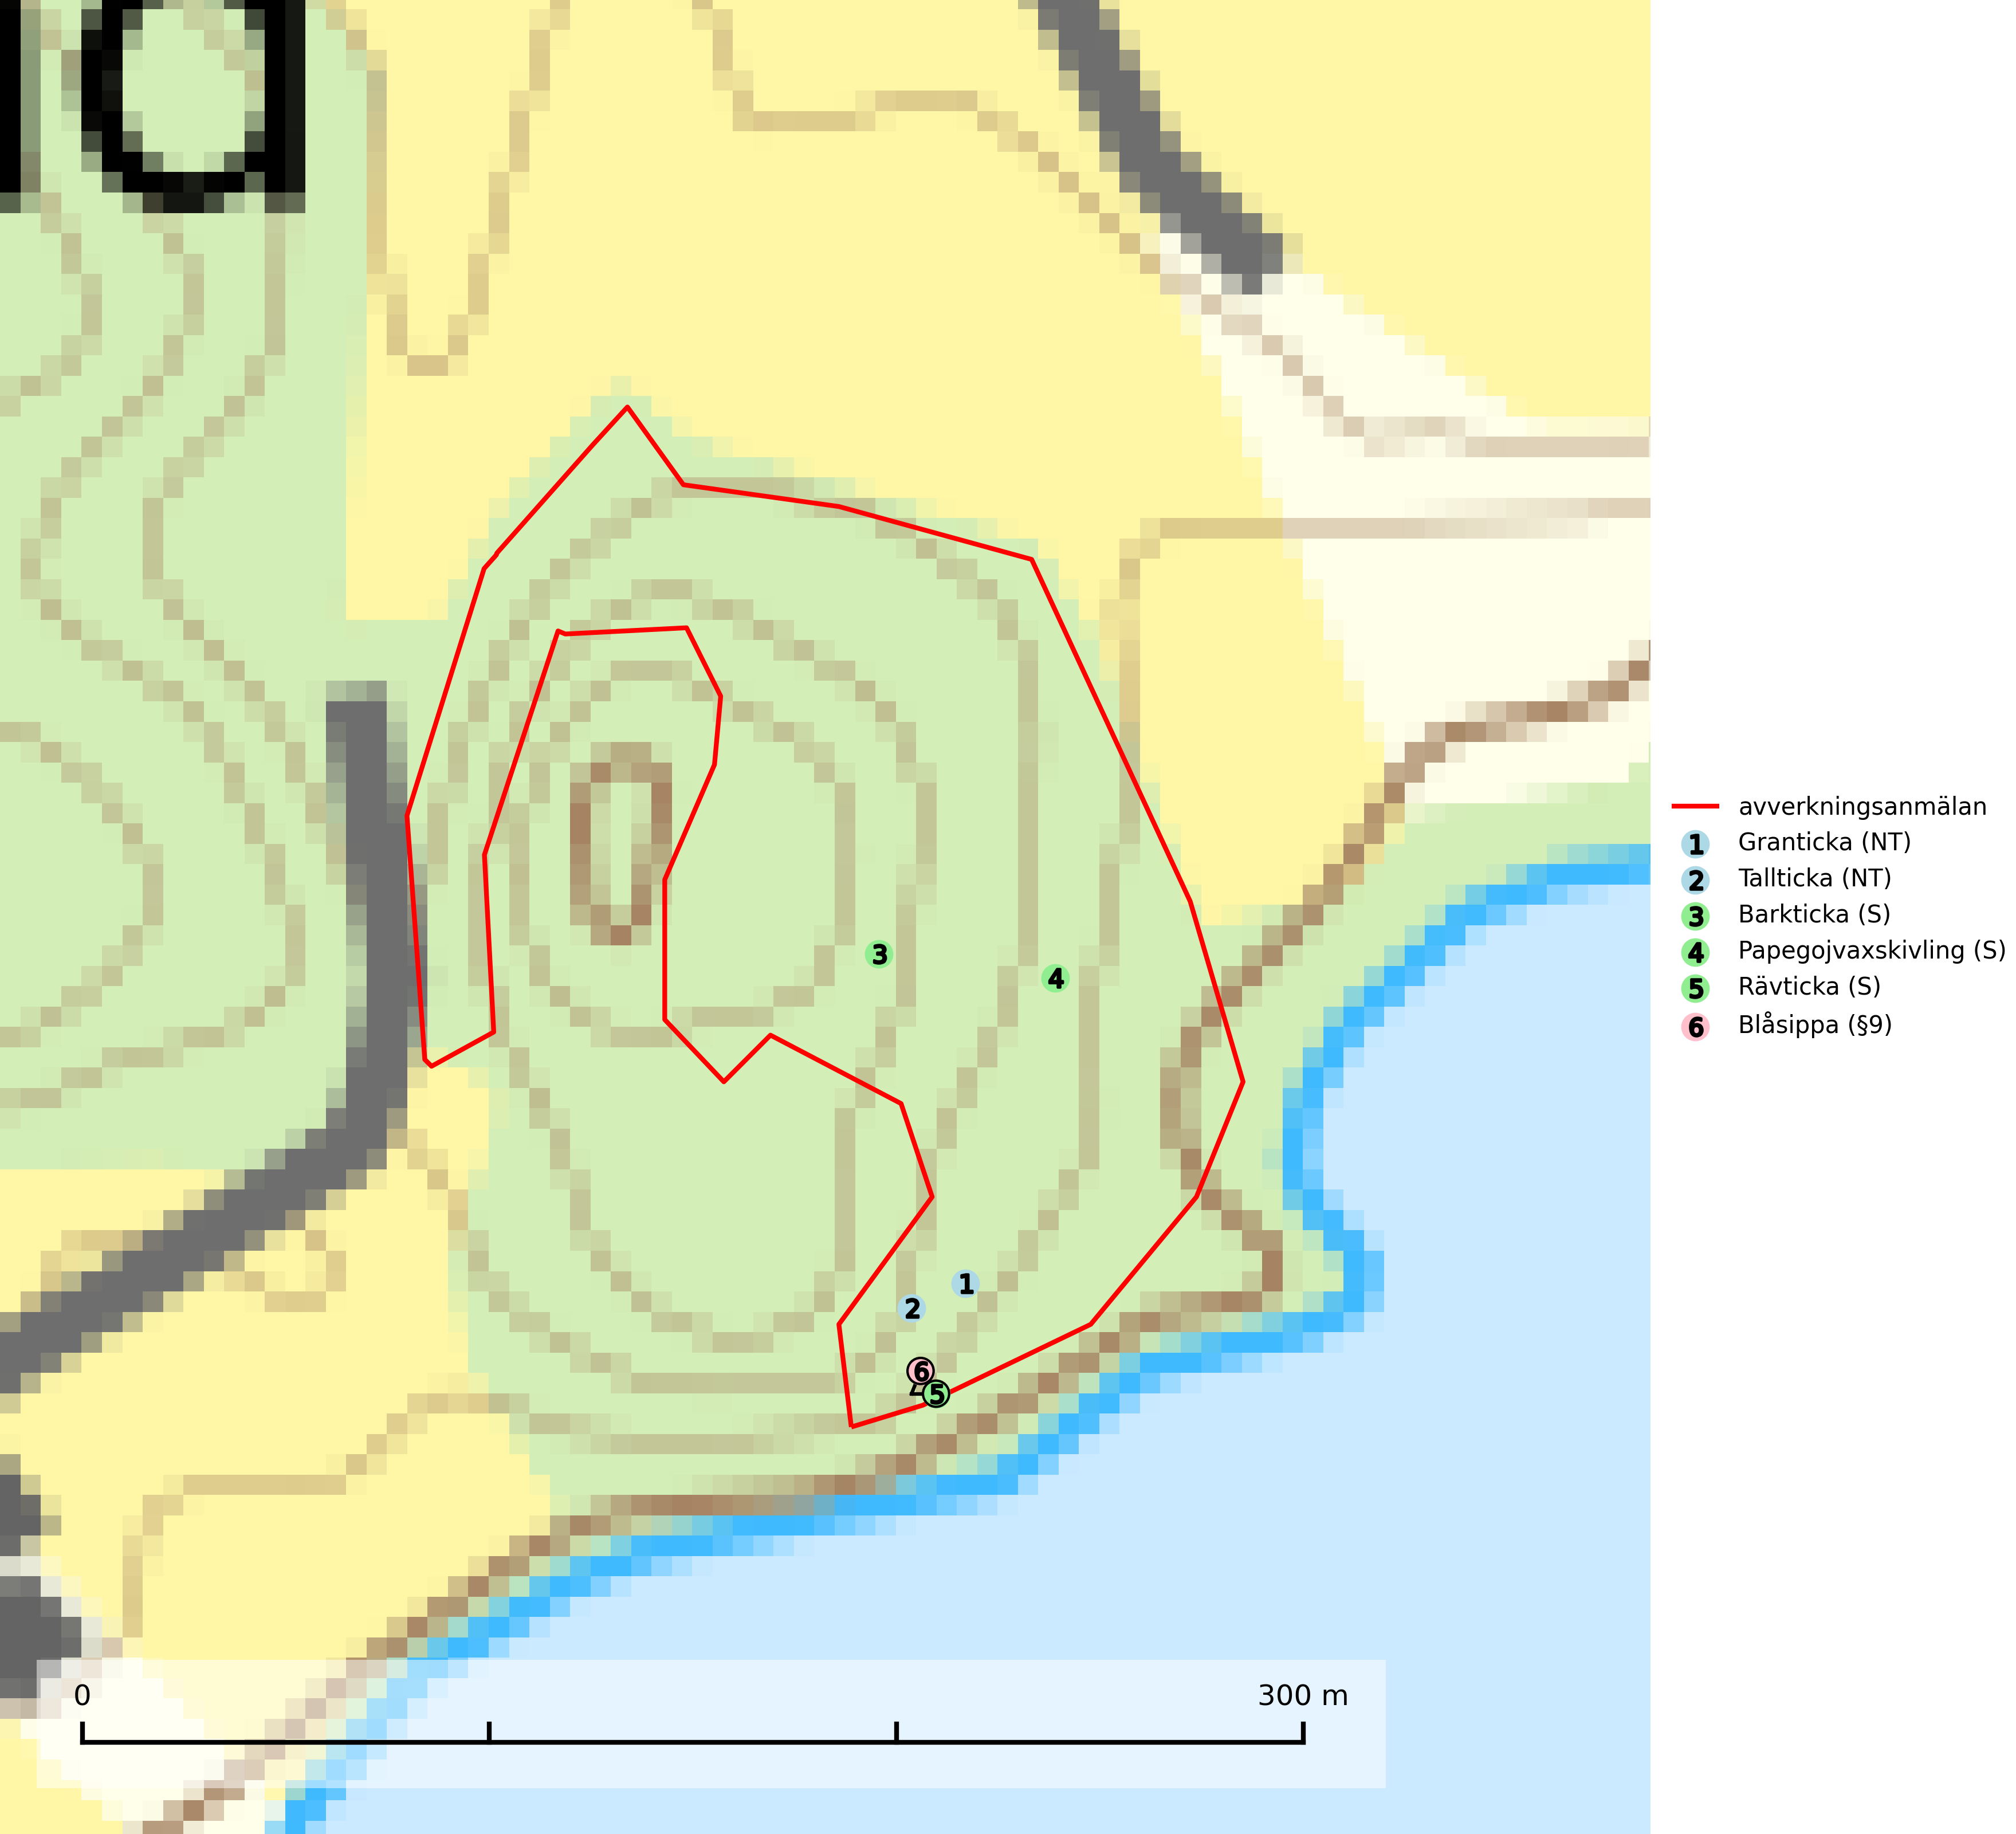 3
4
1
2
6
5
avverkningsanmälan
1 Granticka (NT)
2 Tallticka (NT)
3 Barkticka (S)
4 Papegojvaxskivling (S)
5 Rävticka (S)
6 Blåsippa (§9)
0 300 m